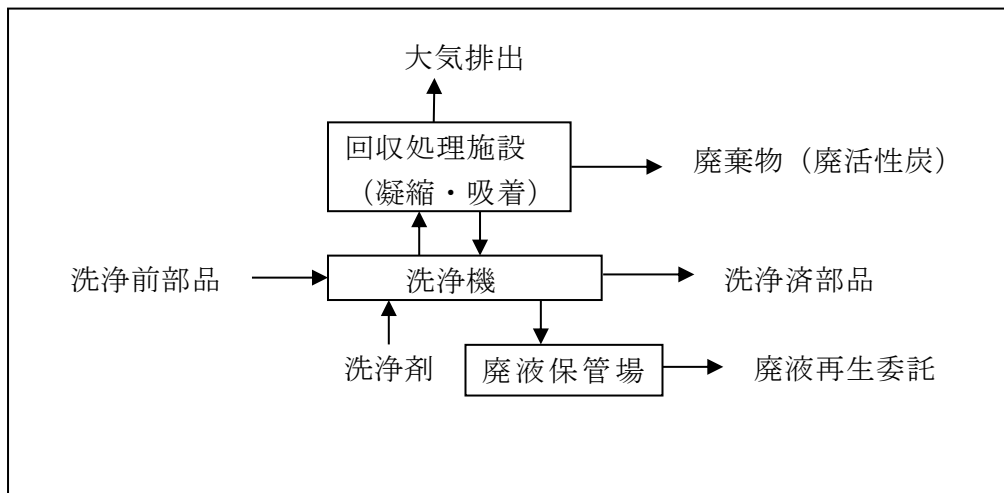 大気排出
回収処理施設
（凝縮・吸着）
廃棄物（廃活性炭）
洗浄前部品
洗浄機
洗浄済部品
洗浄剤
廃液保管場
廃液再生委託